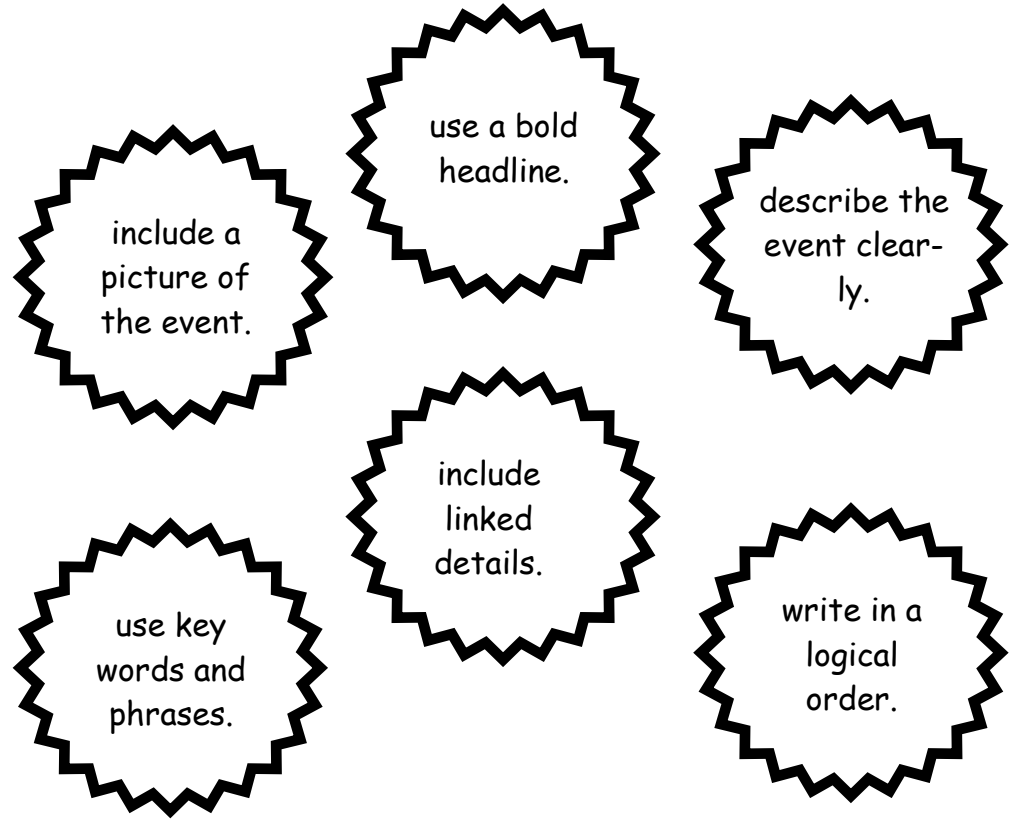 use a bold
headline.
include a
picture of
the event.
describe the
event clear-
ly.
include
linked
details.
use key
words and
phrases.
write in a
logical
order.